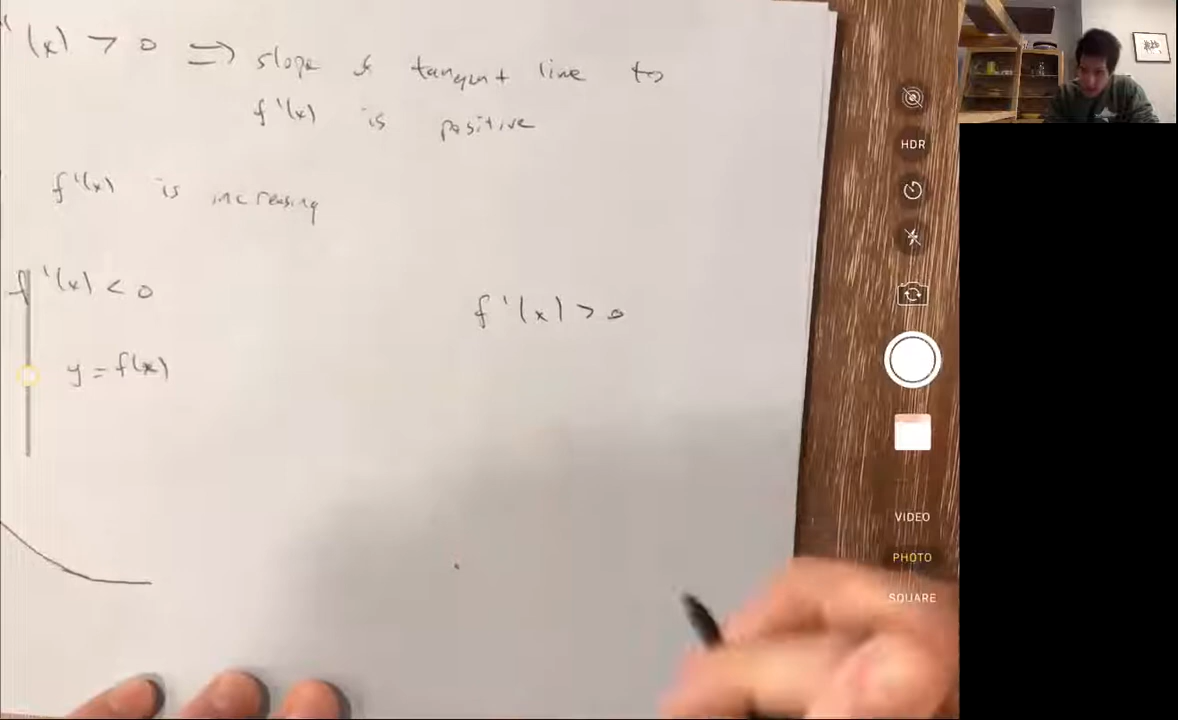 "(x) > 0 ⇒ slope of tangent line to
f'(x) is positive
f'(x) is increasing
f'(x) < 0
f'(x) > 0
y = f(x)
HDR
VIDEO
PHOTO
SQUARE